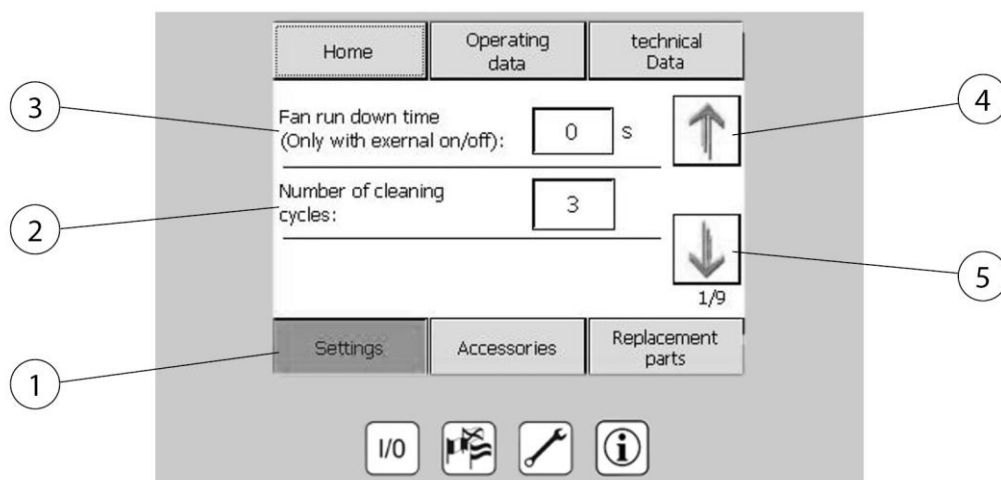 Home
Operating
data
technical
Data
3
Fan run down time
(Only with exernal on/off):
0
s
4
2
Number of cleaning
cycles:
3
5
1/9
1
Settings
Accessories
Replacement
parts
I/0
i